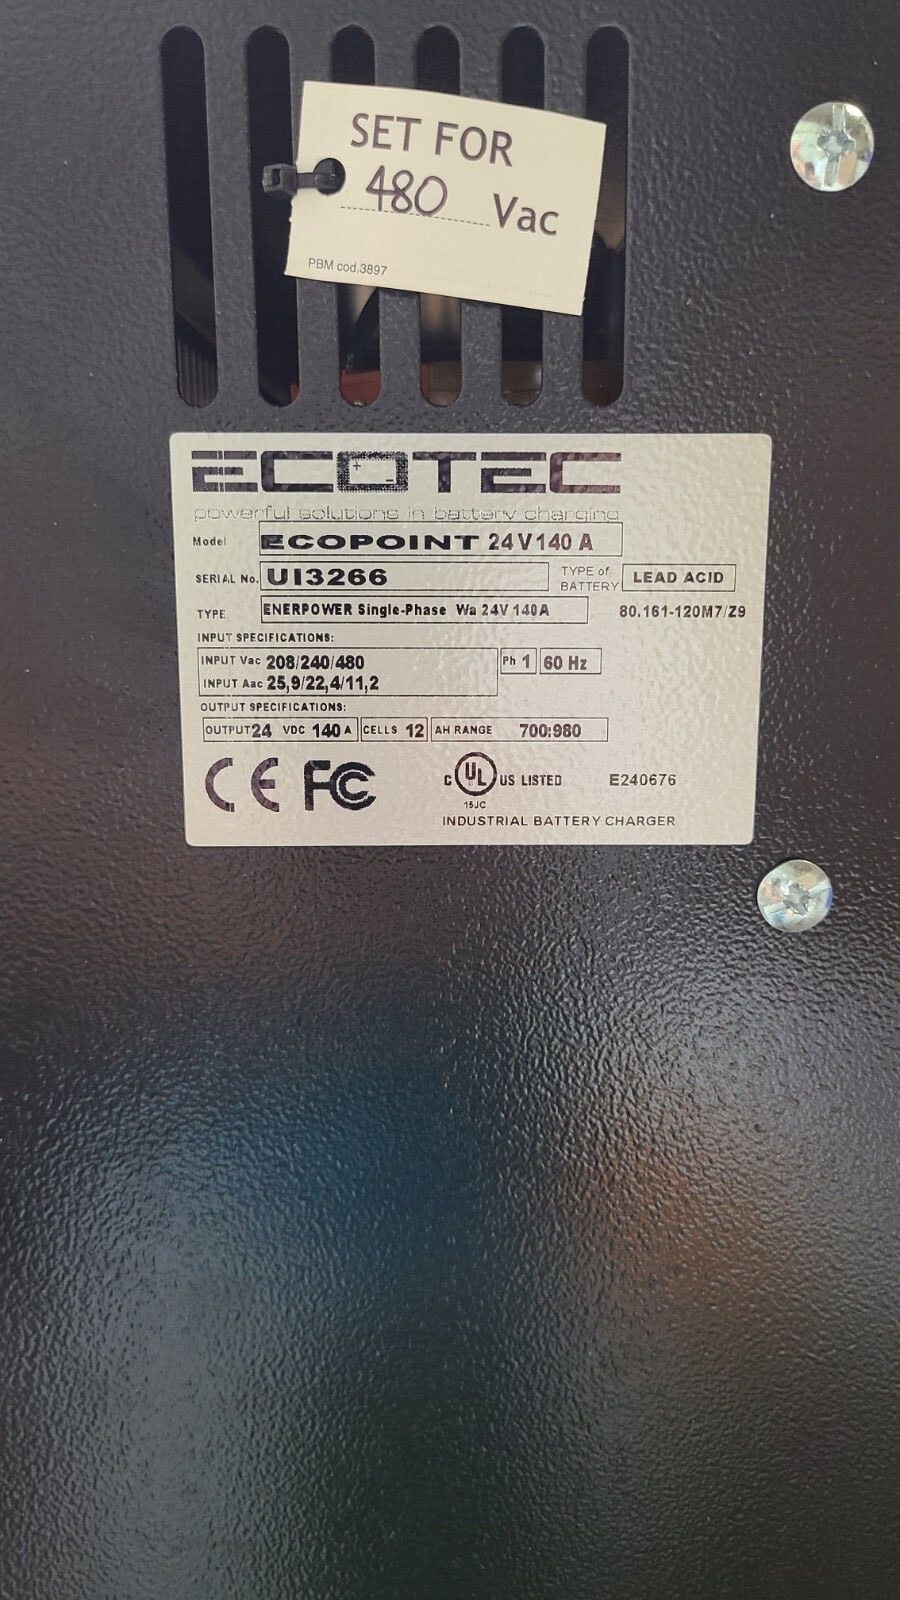 SET FOR
480 Vac
PBM cod.3897
ECOTEC
powerful solutions in battery charging
Model ECOPOINT 24V 140 A
SERIAL No. UI3266 TYPE of BATTERY LEAD ACID
TYPE ENERPOWER Single-Phase Wa 24V 140A 80.161-120M7/Z9
INPUT SPECIFICATIONS:
INPUT Vac 208/240/480 Ph 1 60 Hz
INPUT Aac 25,9/22,4/11,2
OUTPUT SPECIFICATIONS:
OUTPUT 24 VDC 140 A CELLS 12 AH RANGE 700:980
CE FC C UL US LISTED E240676
15JC
INDUSTRIAL BATTERY CHARGER